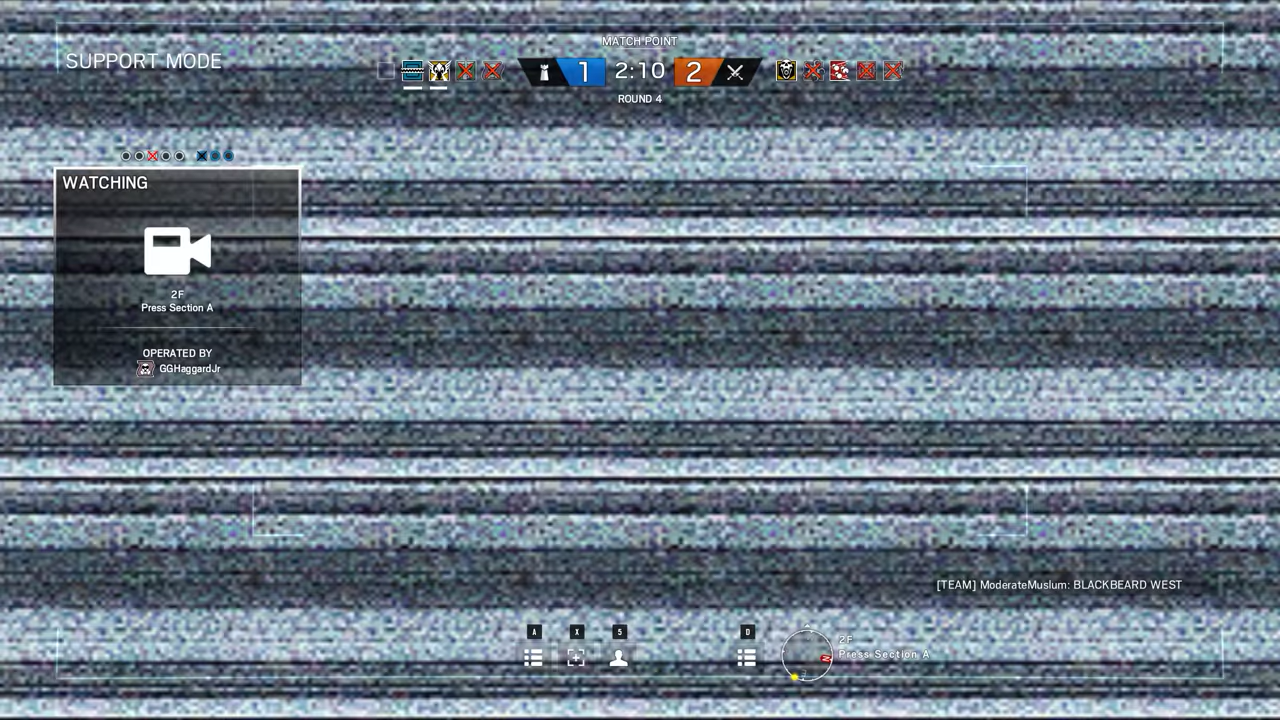 MATCH POINT
SUPPORT MODE
1 2:10 2
ROUND 4
WATCHING
2F
Press Section A
OPERATED BY
GGHaggardJr
[TEAM] ModerateMuslum: BLACKBEARD WEST
A X 5 D
2F
Press Section A
N